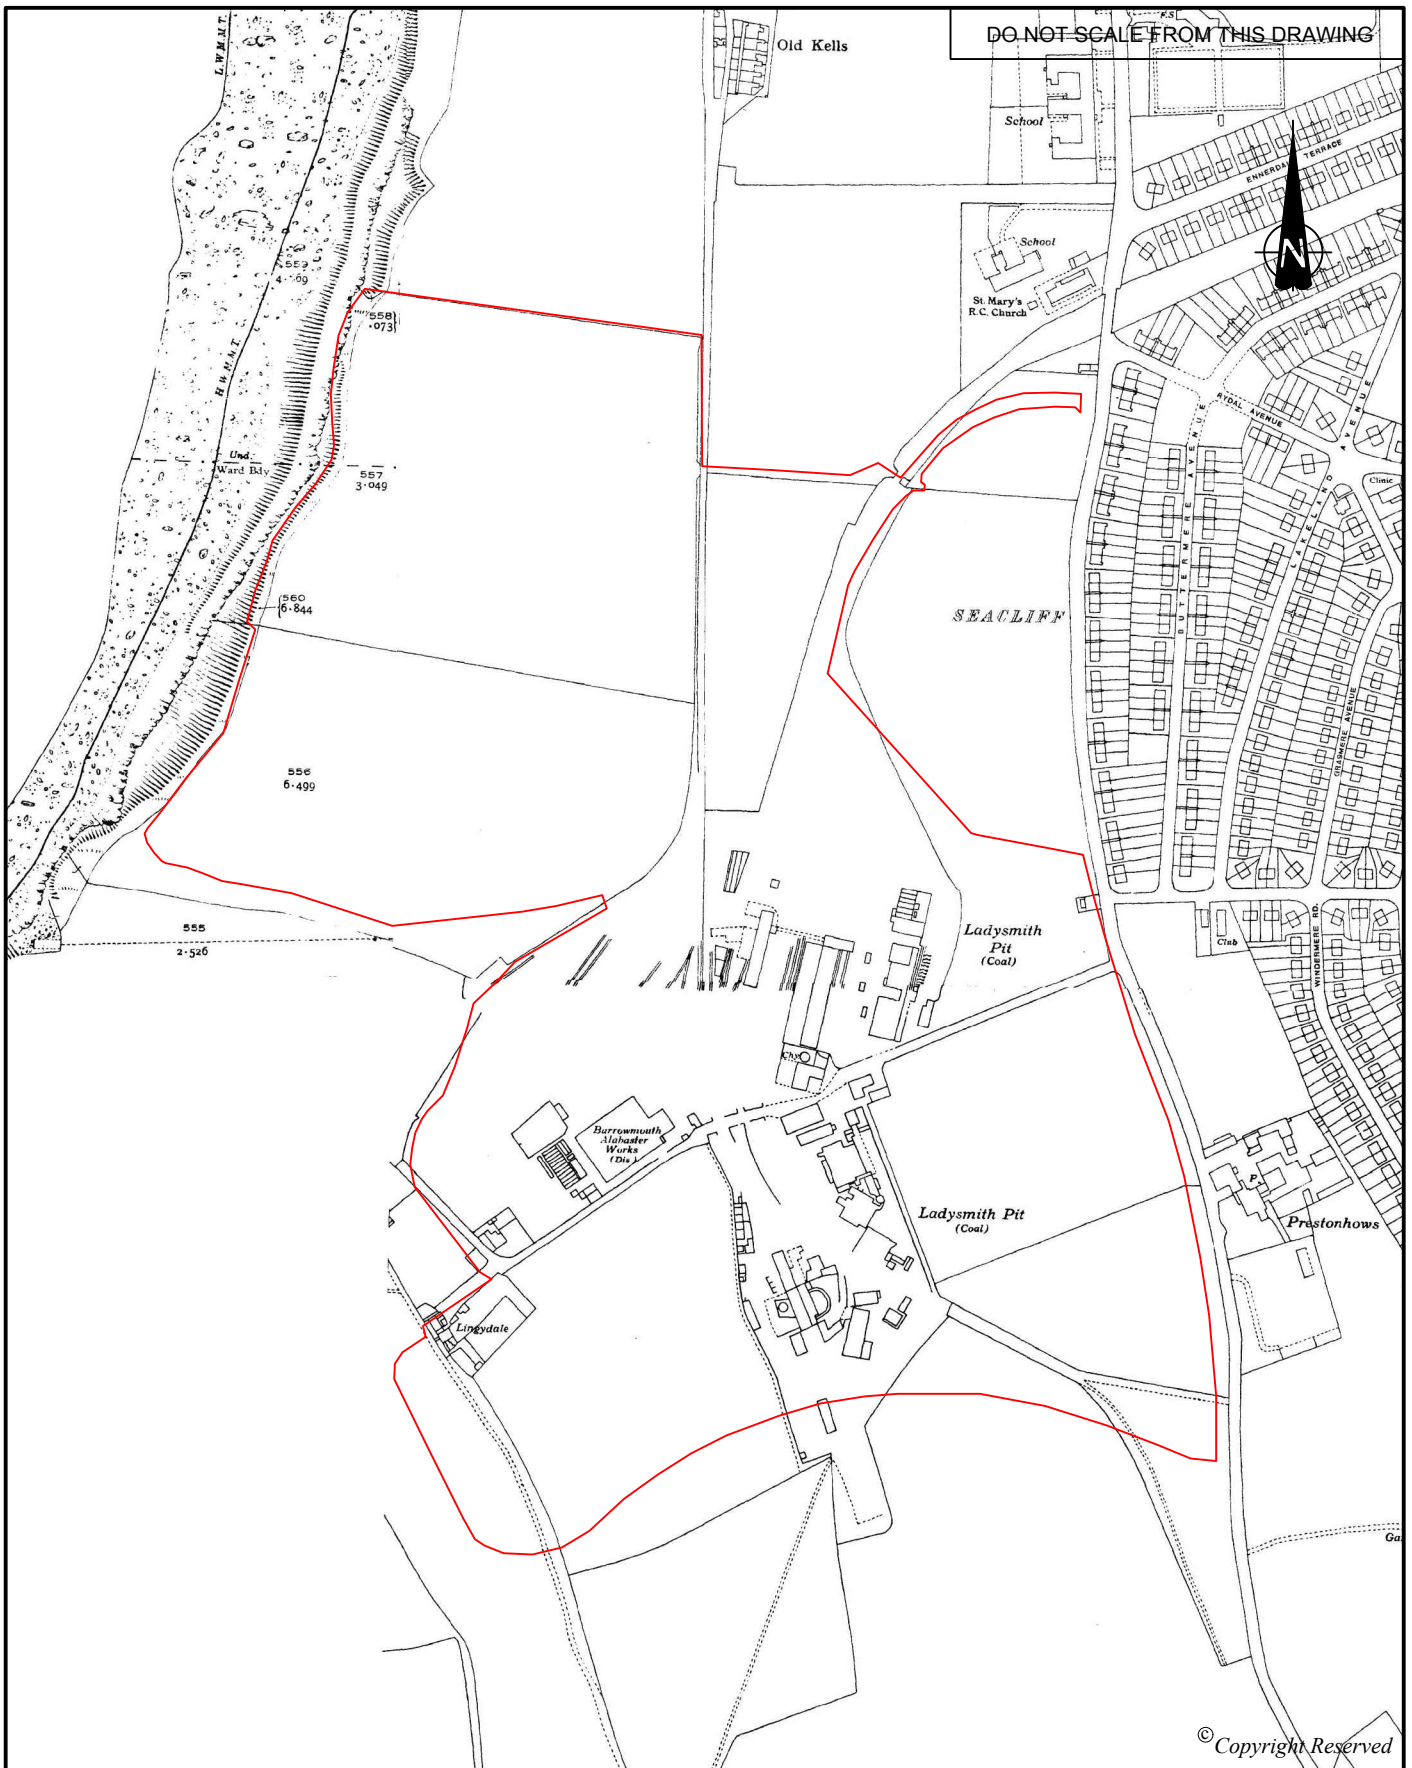 DO NOT SCALE FROM THIS DRAWING
F.S
L.W.M.M.T.
Old Kells
School
ENNERDALE TERRACE
N
School
St. Mary's
R.C. Church
559
4·169
558
·073
H.W.M.M.T.
RYDAL AVENUE
Und.
Ward Bdy
557
3·049
BUTTERMERE AVENUE
LAKELAND AVENUE
Clinic
560
6·844
SEACLIFF
GRASMERE AVENUE
556
6·499
555
2·526
Ladysmith
Pit
(Coal)
Club
WINDERMERE RD.
Chy
Barrowmouth
Alabaster
Works
(Dis.)
P.
Ladysmith Pit
(Coal)
Prestonhows
Lingydale
Ga
© Copyright Reserved